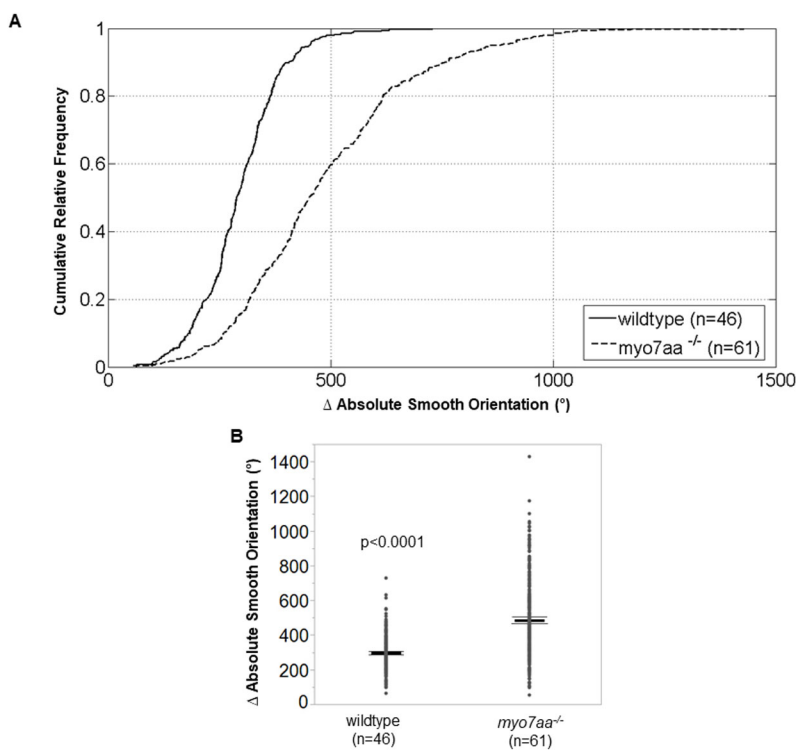 A
1
0.8
0.6
0.4
0.2
0
Cumulative Relative Frequency
wildtype (n=46)
myo7aa -/- (n=61)
0 500 1000 1500
Δ Absolute Smooth Orientation (°)
B
Δ Absolute Smooth Orientation (°)
1400
1200
1000
800
600
400
200
0
p<0.0001
wildtype
(n=46)
myo7aa-/-
(n=61)